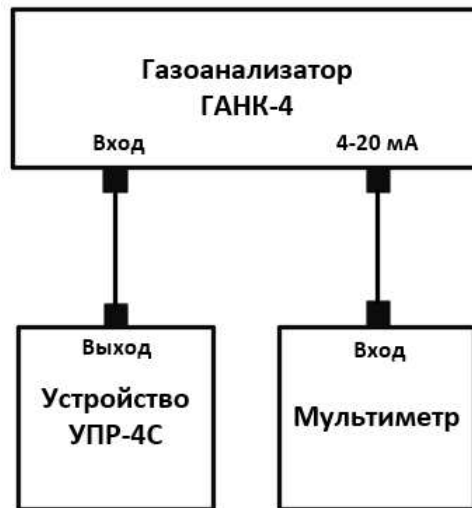 Газоанализатор
ГАНК-4
Вход
4-20 мА
Выход
Устройство
УПР-4С
Вход
Мультиметр